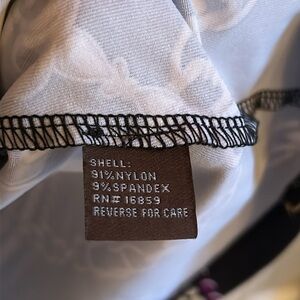 SHELL:
91%NYLON
9%SPANDEX
RN# 16859
REVERSE FOR CARE